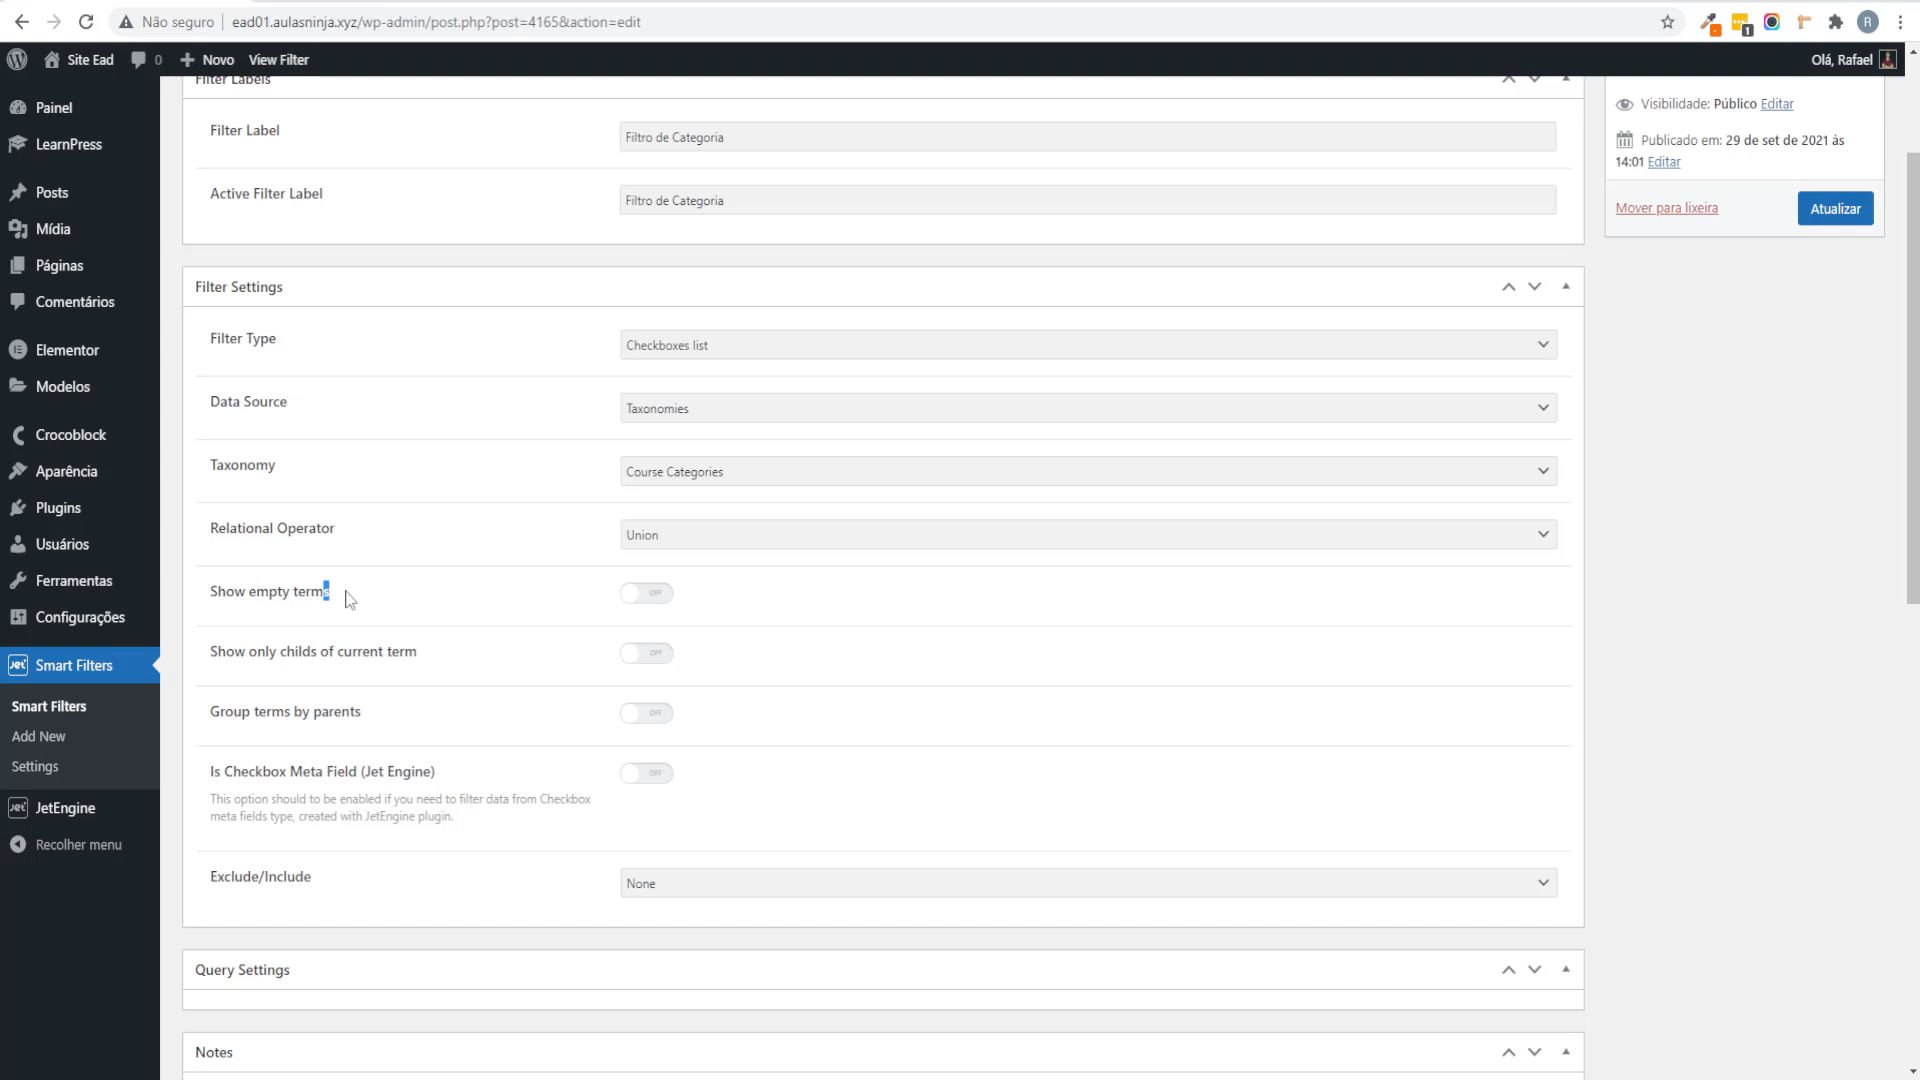 Não seguro
ead01.aulasninja.xyz/wp-admin/post.php?post=4165&action=edit
1
R
Site Ead
0
Novo
View Filter
Olá, Rafael
Painel
LearnPress
Posts
Mídia
Páginas
Comentários
Elementor
Modelos
Crocoblock
Aparência
Plugins
Usuários
Ferramentas
Configurações
Jet
Smart Filters
Smart Filters
Add New
Settings
Jet
JetEngine
Recolher menu
Filter Labels
Filter Label
Filtro de Categoria
Active Filter Label
Filtro de Categoria
Filter Settings
Filter Type
Checkboxes list
Data Source
Taxonomies
Taxonomy
Course Categories
Relational Operator
Union
Show empty terms
OFF
Show only childs of current term
OFF
Group terms by parents
OFF
Is Checkbox Meta Field (Jet Engine)
OFF
This option should to be enabled if you need to filter data from Checkbox
meta fields type, created with JetEngine plugin.
Exclude/Include
None
Query Settings
Notes
Visibilidade: Público Editar
Publicado em: 29 de set de 2021 às
14:01 Editar
Mover para lixeira
Atualizar